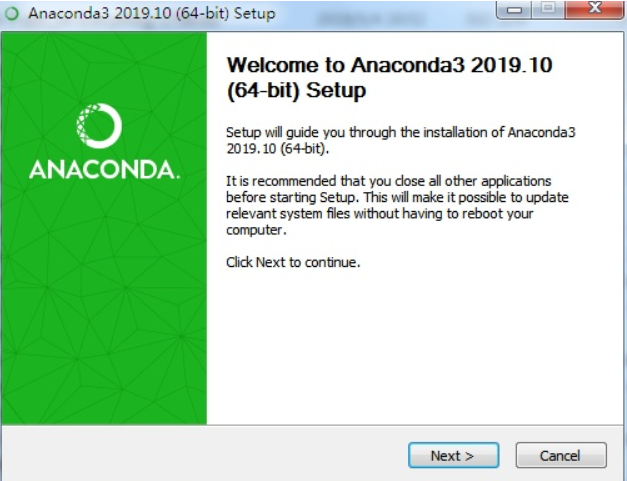 Anaconda3 2019.10 (64-bit) Setup
ANACONDA.
Welcome to Anaconda3 2019.10
(64-bit) Setup
Setup will guide you through the installation of Anaconda3
2019.10 (64-bit).
It is recommended that you close all other applications
before starting Setup. This will make it possible to update
relevant system files without having to reboot your
computer.
Click Next to continue.
Next >
Cancel